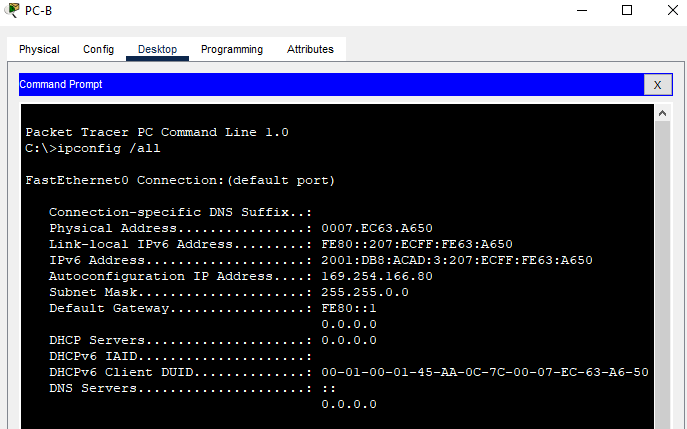 PC-B
Physical Config Desktop Programming Attributes
Command Prompt X
Packet Tracer PC Command Line 1.0
C:\>ipconfig /all
FastEthernet0 Connection:(default port)
Connection-specific DNS Suffix..:
Physical Address................: 0007.EC63.A650
Link-local IPv6 Address.........: FE80::207:ECFF:FE63:A650
IPv6 Address....................: 2001:DB8:ACAD:3:207:ECFF:FE63:A650
Autoconfiguration IP Address....: 169.254.166.80
Subnet Mask.....................: 255.255.0.0
Default Gateway.................: FE80::1
0.0.0.0
DHCP Servers....................: 0.0.0.0
DHCPv6 IAID.....................:
DHCPv6 Client DUID..............: 00-01-00-01-45-AA-0C-7C-00-07-EC-63-A6-50
DNS Servers.....................: ::
0.0.0.0